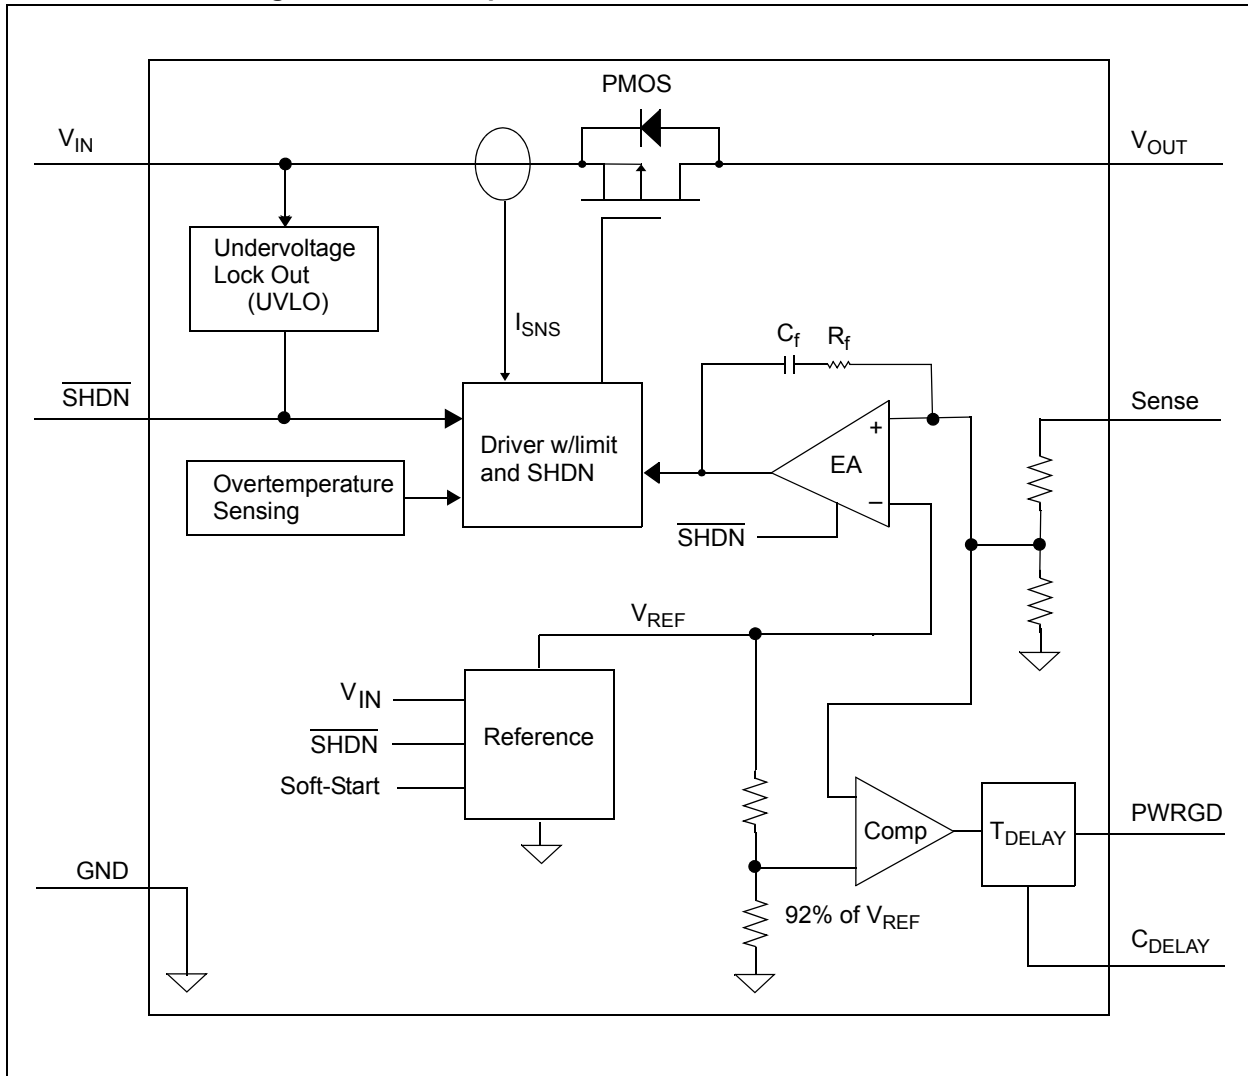 PMOS
V_IN
V_OUT
Undervoltage
Lock Out
(UVLO)
I_SNS
C_f
R_f
SHDN
Sense
+
Driver w/limit
and SHDN
EA
Overtemperature
Sensing
−
SHDN
V_REF
V_IN
SHDN
Reference
Soft-Start
Comp
T_DELAY
PWRGD
GND
92% of V_REF
C_DELAY